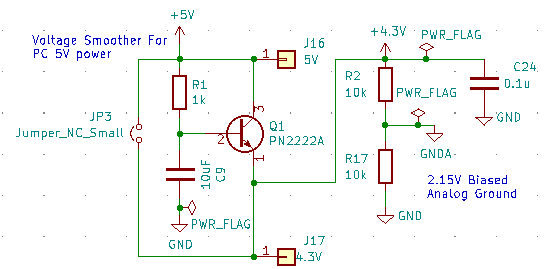 +5V
Voltage Smoother For
PC 5V power
J16
1
5V
R1
1k
JP3
Jumper_NC_Small
3
Q1
2
PN2222A
1
10uF
C9
PWR_FLAG
GND
J17
1
4.3V
+4.3V
PWR_FLAG
R2
10k
PWR_FLAG
C24
0.1u
GND
GNDA
R17
10k
2.15V Biased
Analog Ground
GND